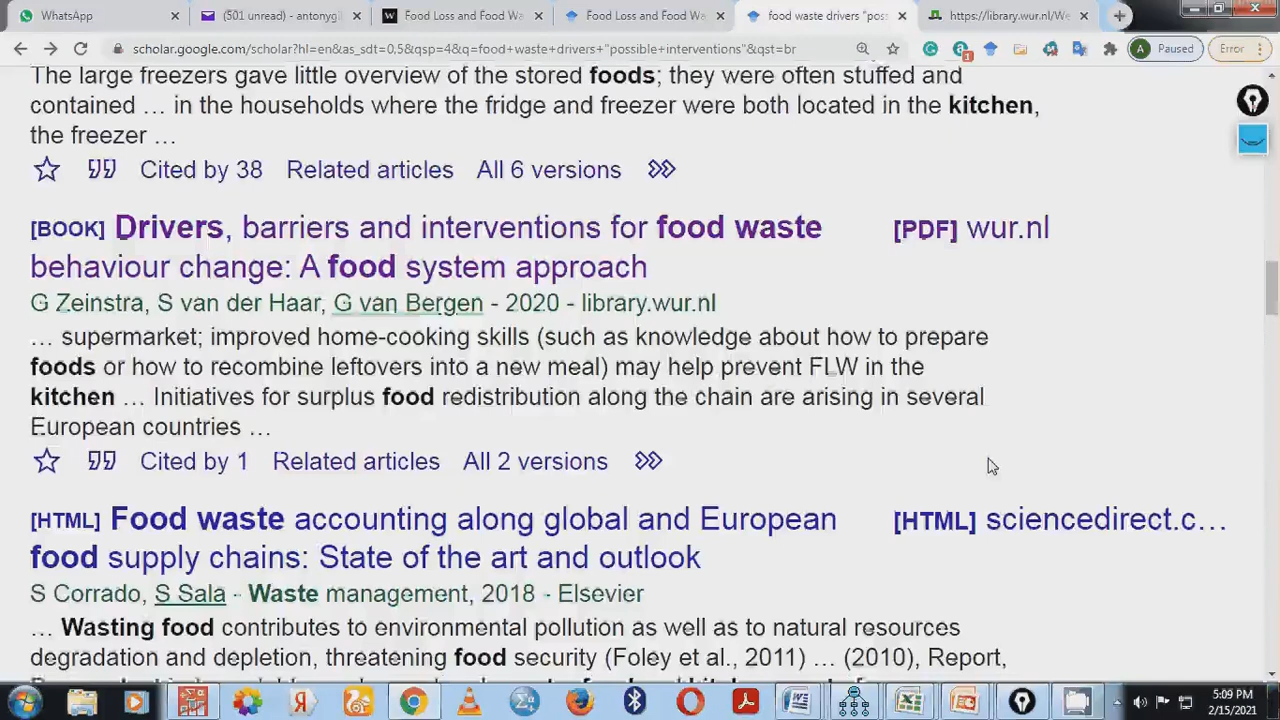 WhatsApp
(501 unread) - antonygi
Food Loss and Food Wa
Food Loss and Food Wa
food waste drivers "pos
https://library.wur.nl/We
scholar.google.com/scholar?hl=en&as_sdt=0,5&qsp=4&q=food+waste+drivers+"possible+interventions"&qst=br
Paused
Error
The large freezers gave little overview of the stored foods; they were often stuffed and
contained … in the households where the fridge and freezer were both located in the kitchen,
the freezer …
Cited by 38 Related articles All 6 versions
[BOOK] Drivers, barriers and interventions for food waste
behaviour change: A food system approach
[PDF] wur.nl
G Zeinstra, S van der Haar, G van Bergen - 2020 - library.wur.nl
… supermarket; improved home-cooking skills (such as knowledge about how to prepare
foods or how to recombine leftovers into a new meal) may help prevent FLW in the
kitchen … Initiatives for surplus food redistribution along the chain are arising in several
European countries …
Cited by 1 Related articles All 2 versions
[HTML] Food waste accounting along global and European
food supply chains: State of the art and outlook
[HTML] sciencedirect.c…
S Corrado, S Sala - Waste management, 2018 - Elsevier
… Wasting food contributes to environmental pollution as well as to natural resources
degradation and depletion, threatening food security (Foley et al., 2011) … (2010), Report,
5:09 PM
2/15/2021